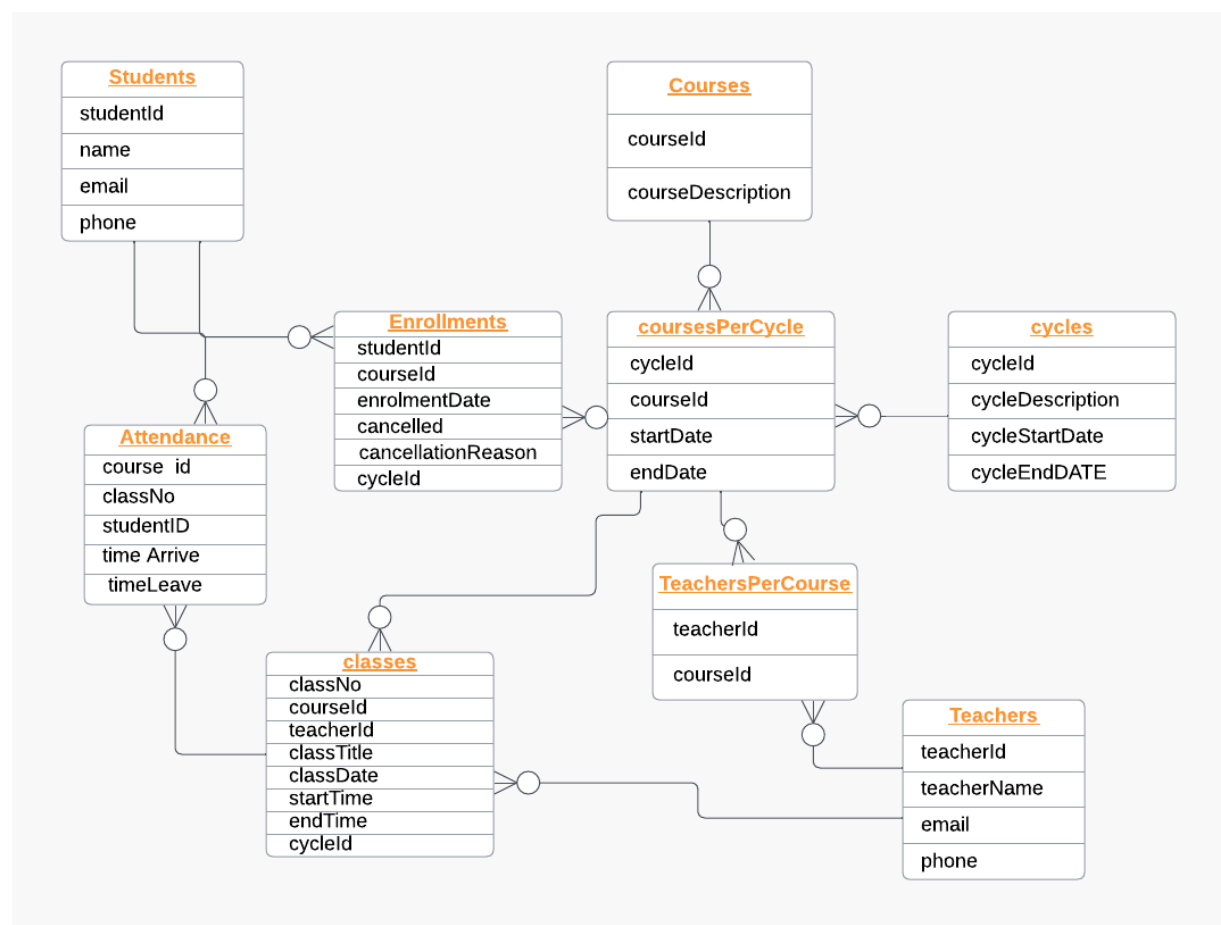 Students
studentId
name
email
phone
Courses
courseId
courseDescription
Enrollments
studentId
courseId
enrolmentDate
cancelled
cancellationReason
cycleId
coursesPerCycle
cycleId
courseId
startDate
endDate
cycles
cycleId
cycleDescription
cycleStartDate
cycleEndDATE
Attendance
course id
classNo
studentID
time Arrive
timeLeave
TeachersPerCourse
teacherId
courseId
classes
classNo
courseId
teacherId
classTitle
classDate
startTime
endTime
cycleId
Teachers
teacherId
teacherName
email
phone